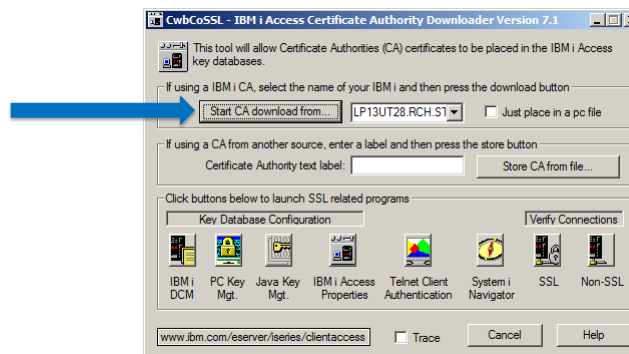 CwbCoSSL - IBM i Access Certificate Authority Downloader Version 7.1
This tool will allow Certificate Authorities (CA) certificates to be placed in the IBM i Access
key databases.
If using a IBM i CA, select the name of your IBM i and then press the download button
Start CA download from... LP13UT28.RCH.ST Just place in a pc file
If using a CA from another source, enter a label and then press the store button
Certificate Authority text label: Store CA from file...
Click buttons below to launch SSL related programs
Key Database Configuration Verify Connections
IBM i PC Key Java Key IBM i Access Telnet Client System i SSL Non-SSL
DCM Mgt. Mgt. Properties Authentication Navigator
www.ibm.com/eserver/iseries/clientaccess Trace Cancel Help